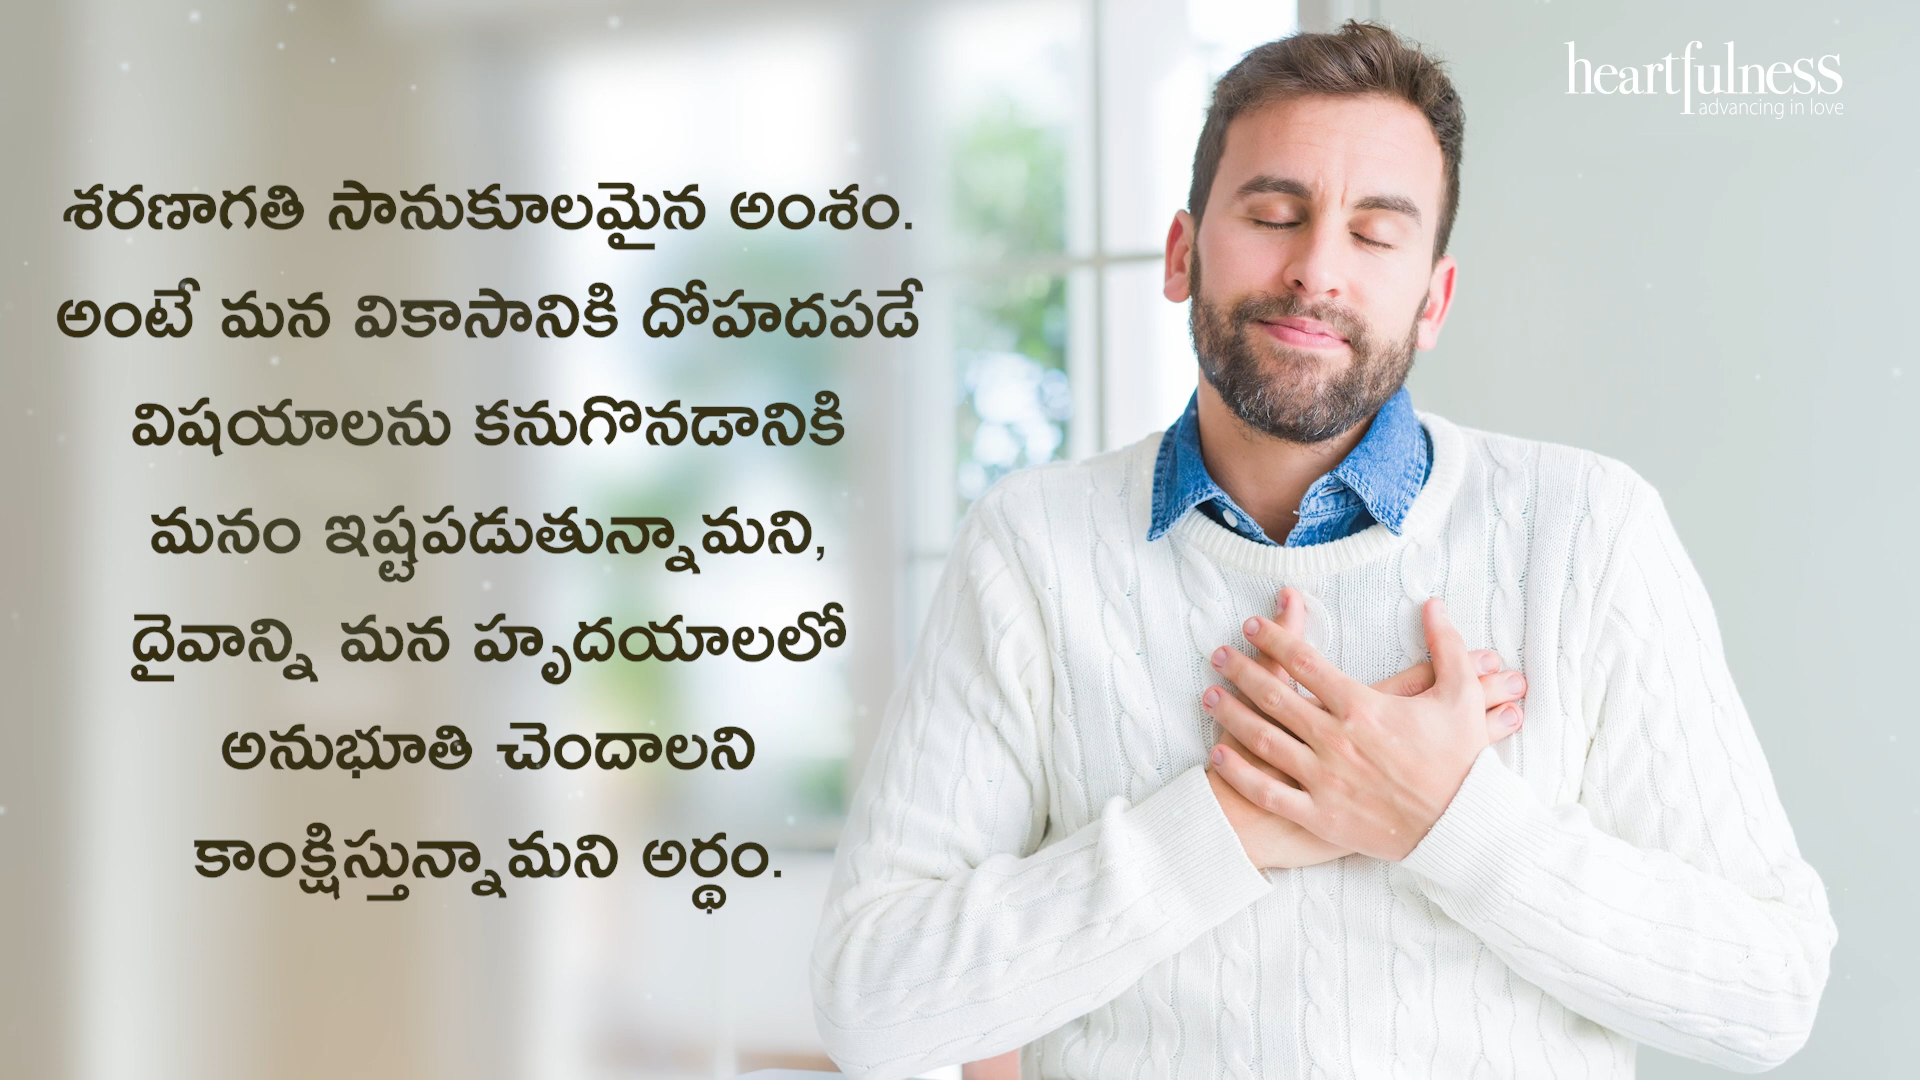 heartfulness
advancing in love
శరణాగతి సానుకూలమైన అంశం.
అంటే మన వికాసానికి దోహదపడే
విషయాలను కనుగొనడానికి
మనం ఇష్టపడుతున్నామని,
దైవాన్ని మన హృదయాలలో
అనుభూతి చెందాలని
కాంక్షిస్తున్నామని అర్థం.